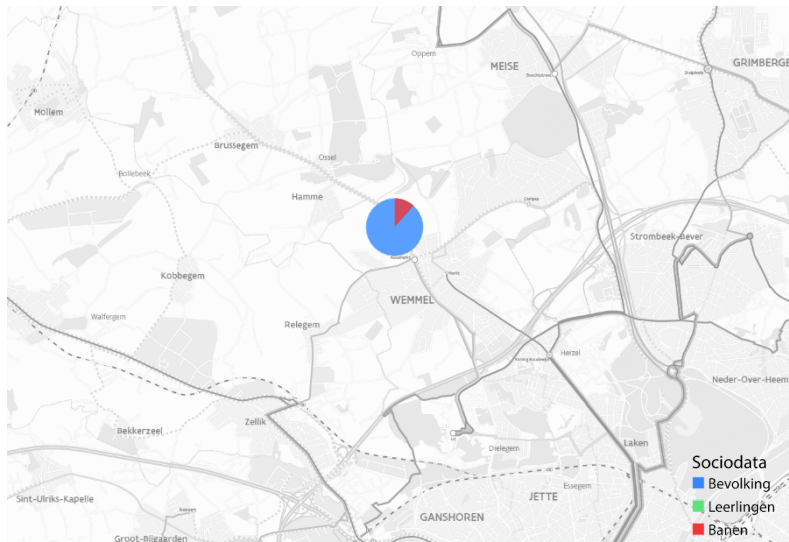 Oppem
MEISE
GRIMBERGE
Mollem
Brussegem
Ossel
Bollebeek
Hamme
Strombeek-Bever
Kobbegem
WEMMEL
Walfergem
Relegem
Heizel
Neder-Over-Heem
Zellik
Bekkerzeel
Laken
Dielegem
Sociodata
Bevolking
Essegem
Sint-Ulriks-Kapelle
JETTE
Leerlingen
GANSHOREN
Banen
Groot-Bijgaarden